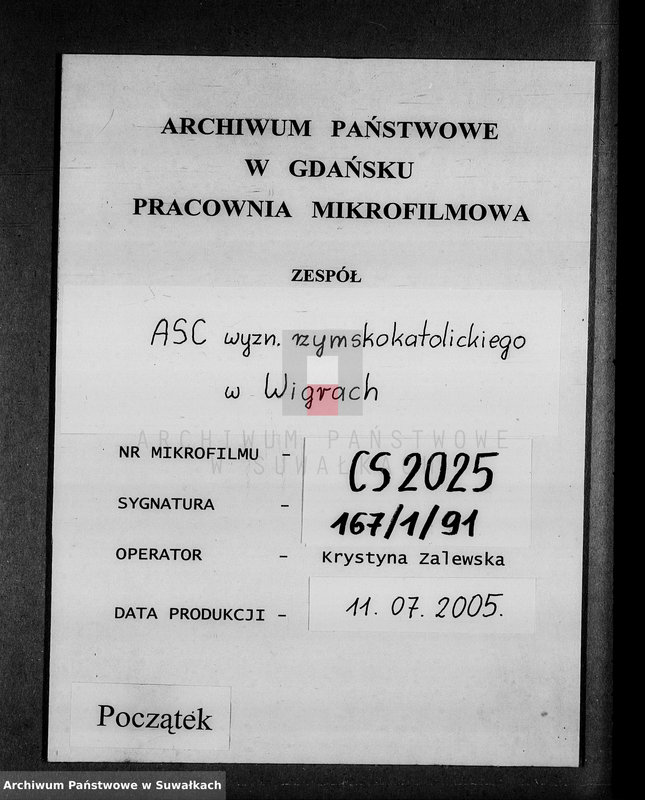 ARCHIWUM PAŃSTWOWE
W GDAŃSKU
PRACOWNIA MIKROFILMOWA
ZESPÓŁ
ASC wyzn. rzymskokatolickiego
w Wigrach
ARCHIWUM PAŃSTWOWE
W SUWAŁKACH
NR MIKROFILMU - CS 2025
SYGNATURA - 167/1/91
OPERATOR - Krystyna Zalewska
DATA PRODUKCJI - 11. 07. 2005.
Początek
Archiwum Państwowe w Suwałkach